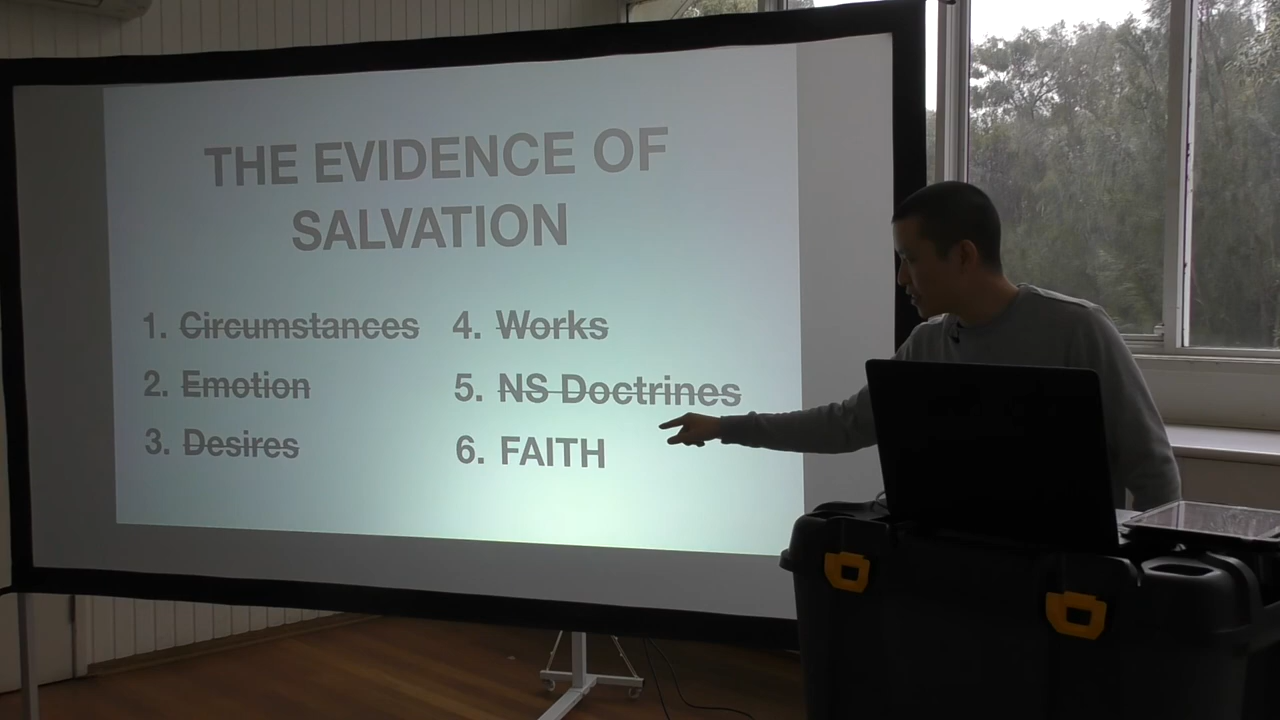 THE EVIDENCE OF
SALVATION
1. Circumstances
2. Emotion
3. Desires
4. Works
5. NS Doctrines
6. FAITH